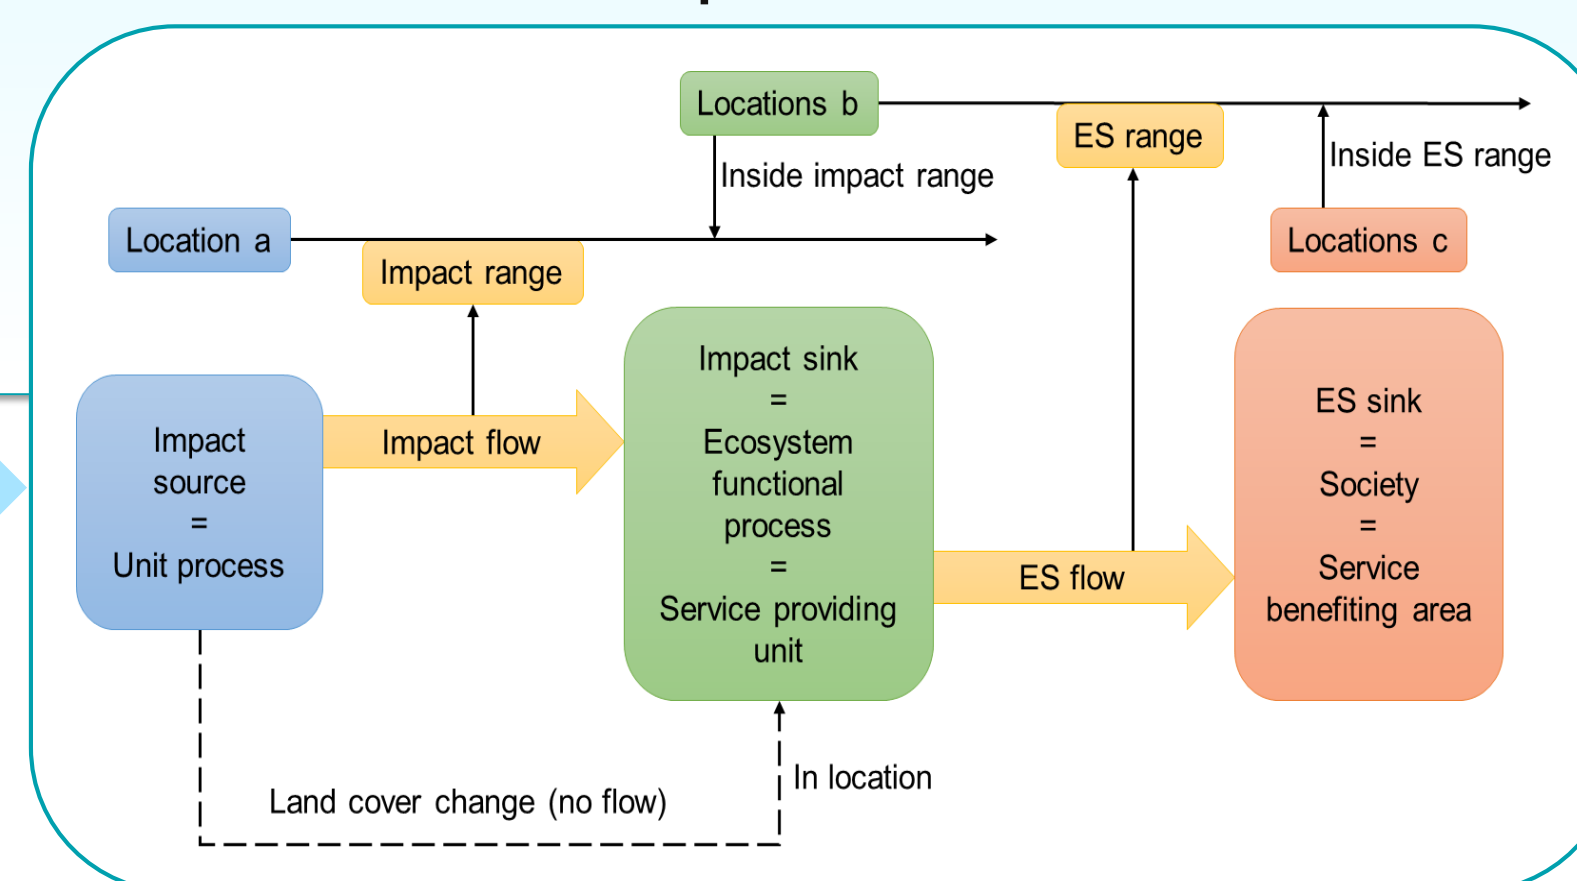 Locations b
ES range
Inside ES range
Inside impact range
Location a
Impact range
Locations c
Impact
source
=
Unit process
Impact flow
Impact sink
=
Ecosystem
functional
process
=
Service providing
unit
ES flow
ES sink
=
Society
=
Service
benefiting area
In location
Land cover change (no flow)